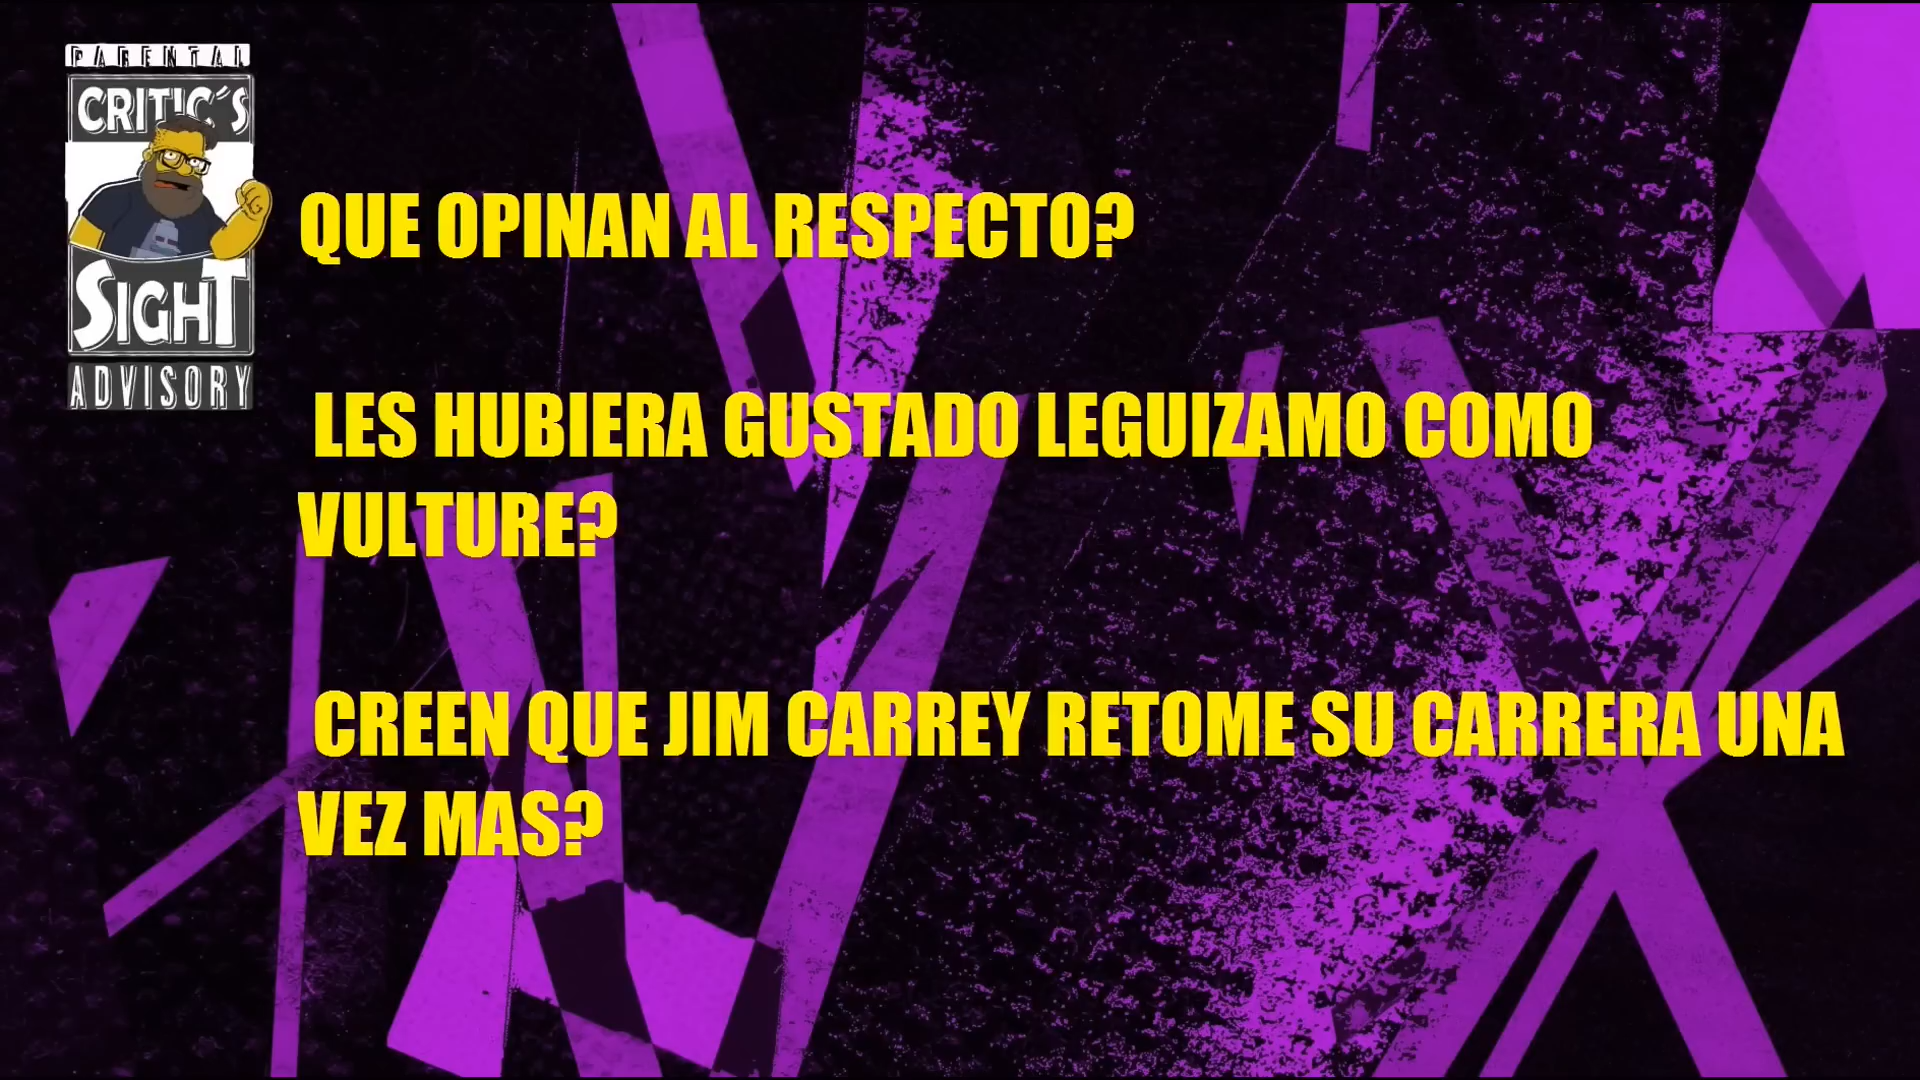 PARENTAL
CRITIC´S
SIGHT
ADVISORY
QUE OPINAN AL RESPECTO?
LES HUBIERA GUSTADO LEGUIZAMO COMO
VULTURE?
CREEN QUE JIM CARREY RETOME SU CARRERA UNA
VEZ MAS?